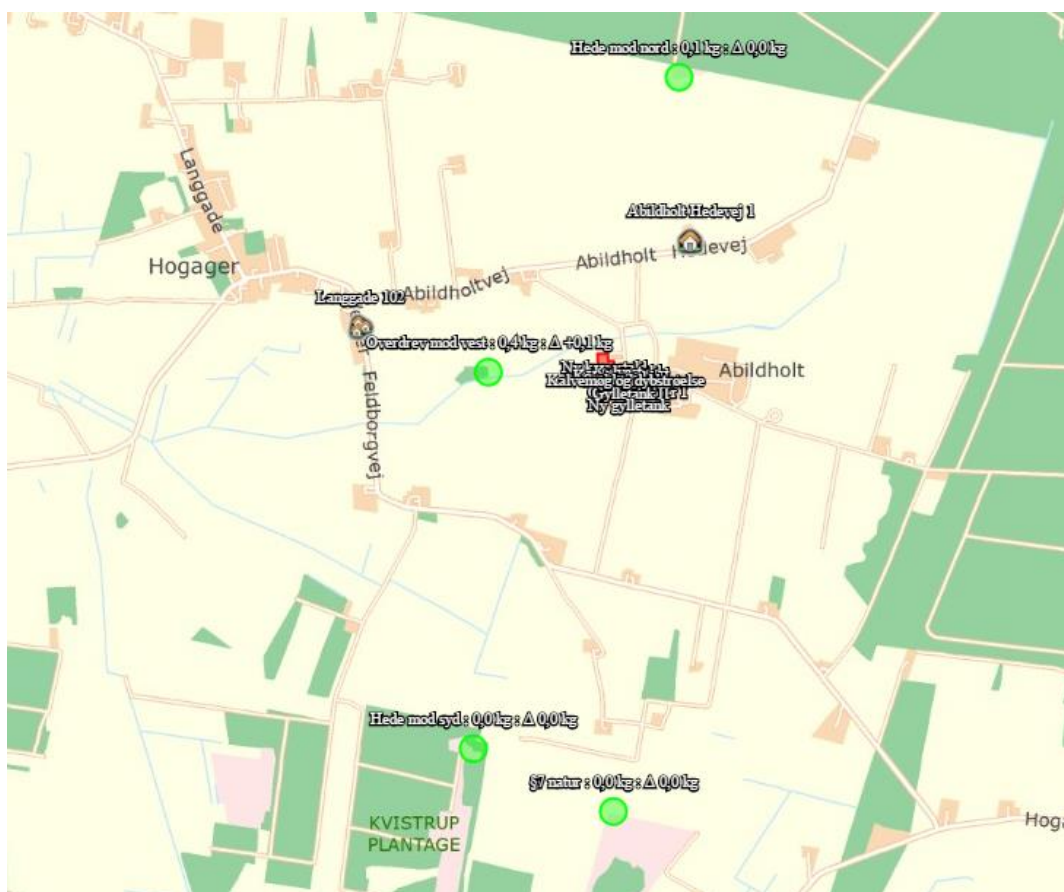 Hede mod nord : 0,1 kg : Δ 0,0 kg
Langgade
Abildholt Hedevej 1
Abildholt Hedevej
Hogager
Abildholtvej
Langgade 102
Overdrev mod vest : 0,4 kg : Δ +0,1 kg
Abildholt
Kalvemøg og dybstrøelse
Gylletank
Ny gylletank
Feldborgvej
Hede mod syd : 0,0 kg : Δ 0,0 kg
§7 natur : 0,0 kg : Δ 0,0 kg
KVISTRUP
PLANTAGE
Hoga